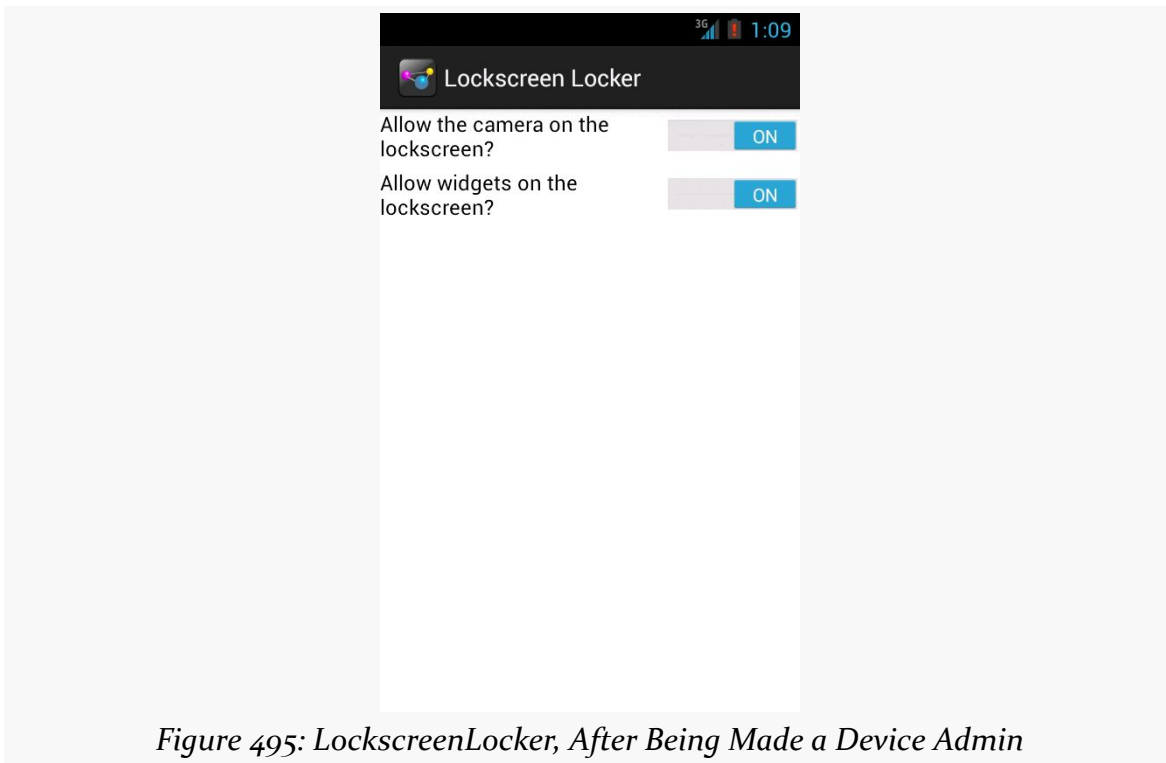 3G 1:09
Lockscreen Locker
Allow the camera on the
lockscreen?
ON
Allow widgets on the
lockscreen?
ON
Figure 495: LockscreenLocker, After Being Made a Device Admin